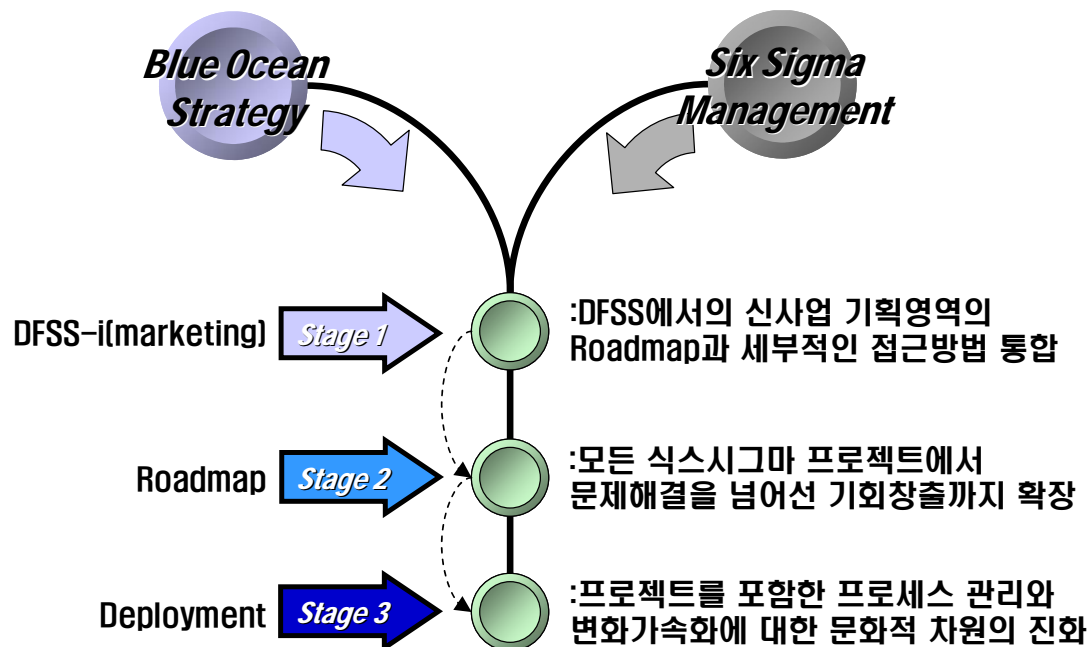 Blue Ocean
Strategy
Six Sigma
Management
DFSS-i(marketing)
Stage 1
:DFSS에서의 신사업 기획영역의
Roadmap과 세부적인 접근방법 통합
Roadmap
Stage 2
:모든 식스시그마 프로젝트에서
문제해결을 넘어선 기회창출까지 확장
Deployment
Stage 3
:프로젝트를 포함한 프로세스 관리와
변화가속화에 대한 문화적 차원의 진화